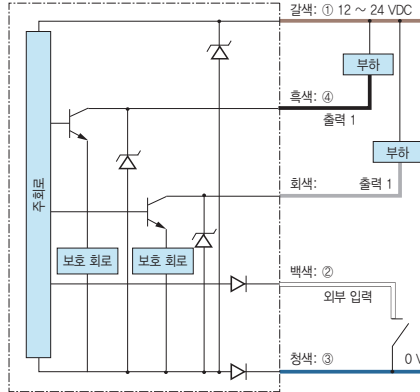 갈색: ① 12 ~ 24 VDC
부하
흑색: ④
출력 1
부하
회색: 출력 1
주 회로
보호 회로 보호 회로
백색: ②
외부 입력
청색: ③ 0 V